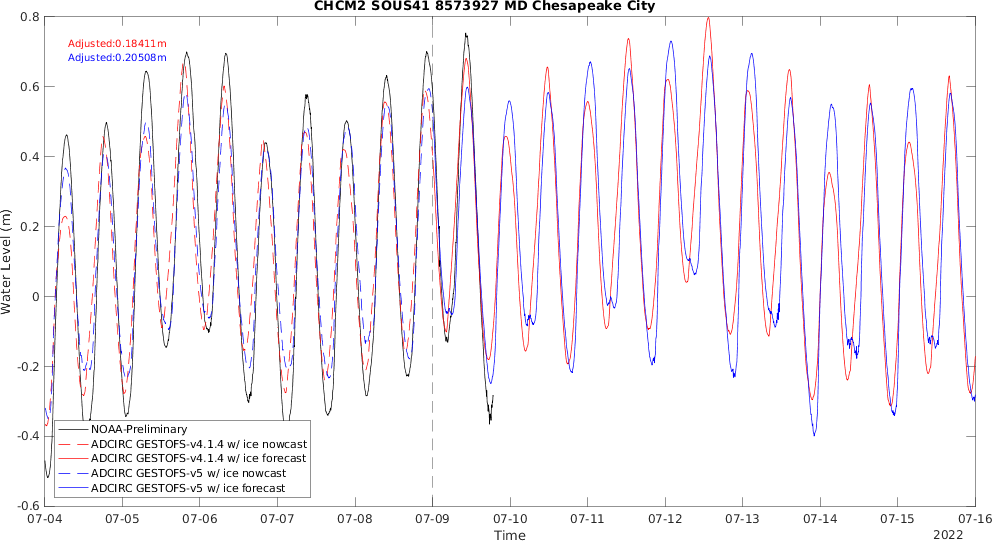 CHCM2 SOUS41 8573927 MD Chesapeake City
Adjusted:0.18411m
Adjusted:0.20508m
0.8
0.6
0.4
0.2
0
-0.2
-0.4
-0.6
Water Level (m)
NOAA-Preliminary
ADCIRC GESTOFS-v4.1.4 w/ ice nowcast
ADCIRC GESTOFS-v4.1.4 w/ ice forecast
ADCIRC GESTOFS-v5 w/ ice nowcast
ADCIRC GESTOFS-v5 w/ ice forecast
07-04 07-05 07-06 07-07 07-08 07-09 07-10 07-11 07-12 07-13 07-14 07-15 07-16
Time
2022